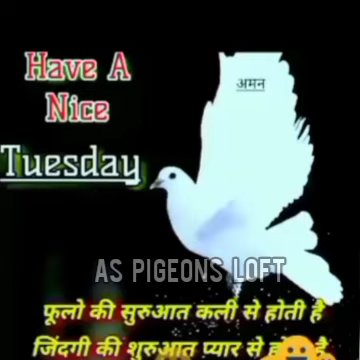 Have A
Nice
अमन
Tuesday
AS PIGEONS LOFT
फूलो की सुरुआत कली से होती है
जिंदगी की शुरुआत प्यार से है